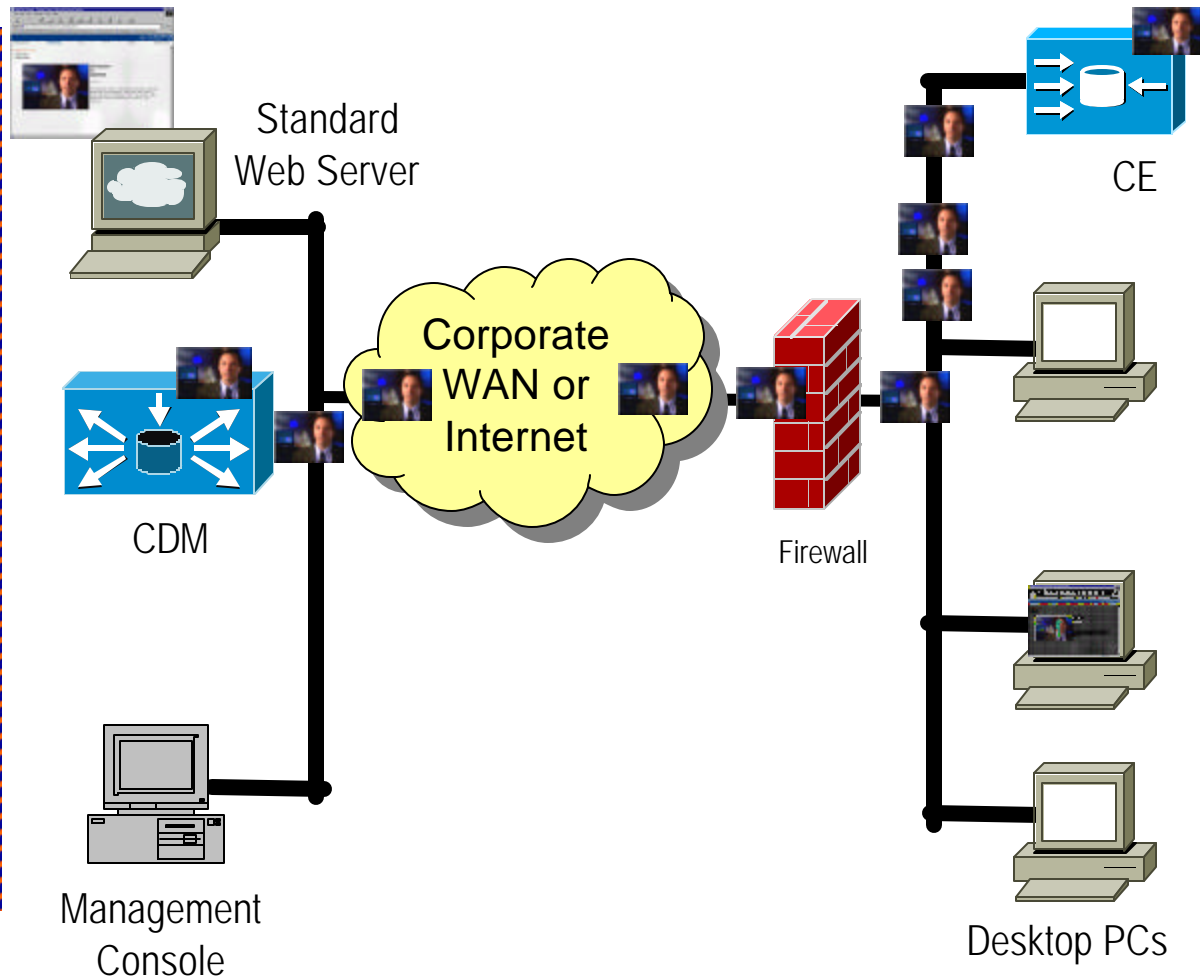 Standard
Web Server
CE
Corporate
WAN or
Internet
CDM
Firewall
Management
Console
Desktop PCs